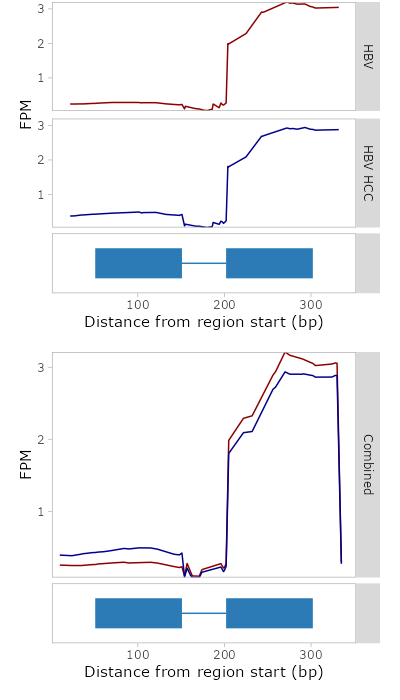 3
2
1
HBV
FPM
3
2
1
HBV HCC
100 200 300
Distance from region start (bp)
3
2
1
FPM
Combined
100 200 300
Distance from region start (bp)